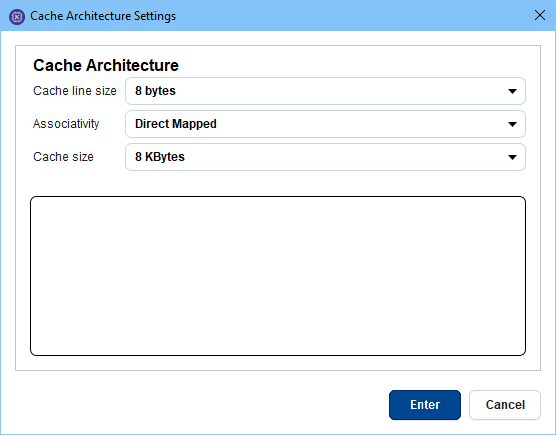 Cache Architecture Settings
Cache Architecture
Cache line size 8 bytes
Associativity Direct Mapped
Cache size 8 KBytes
Enter Cancel